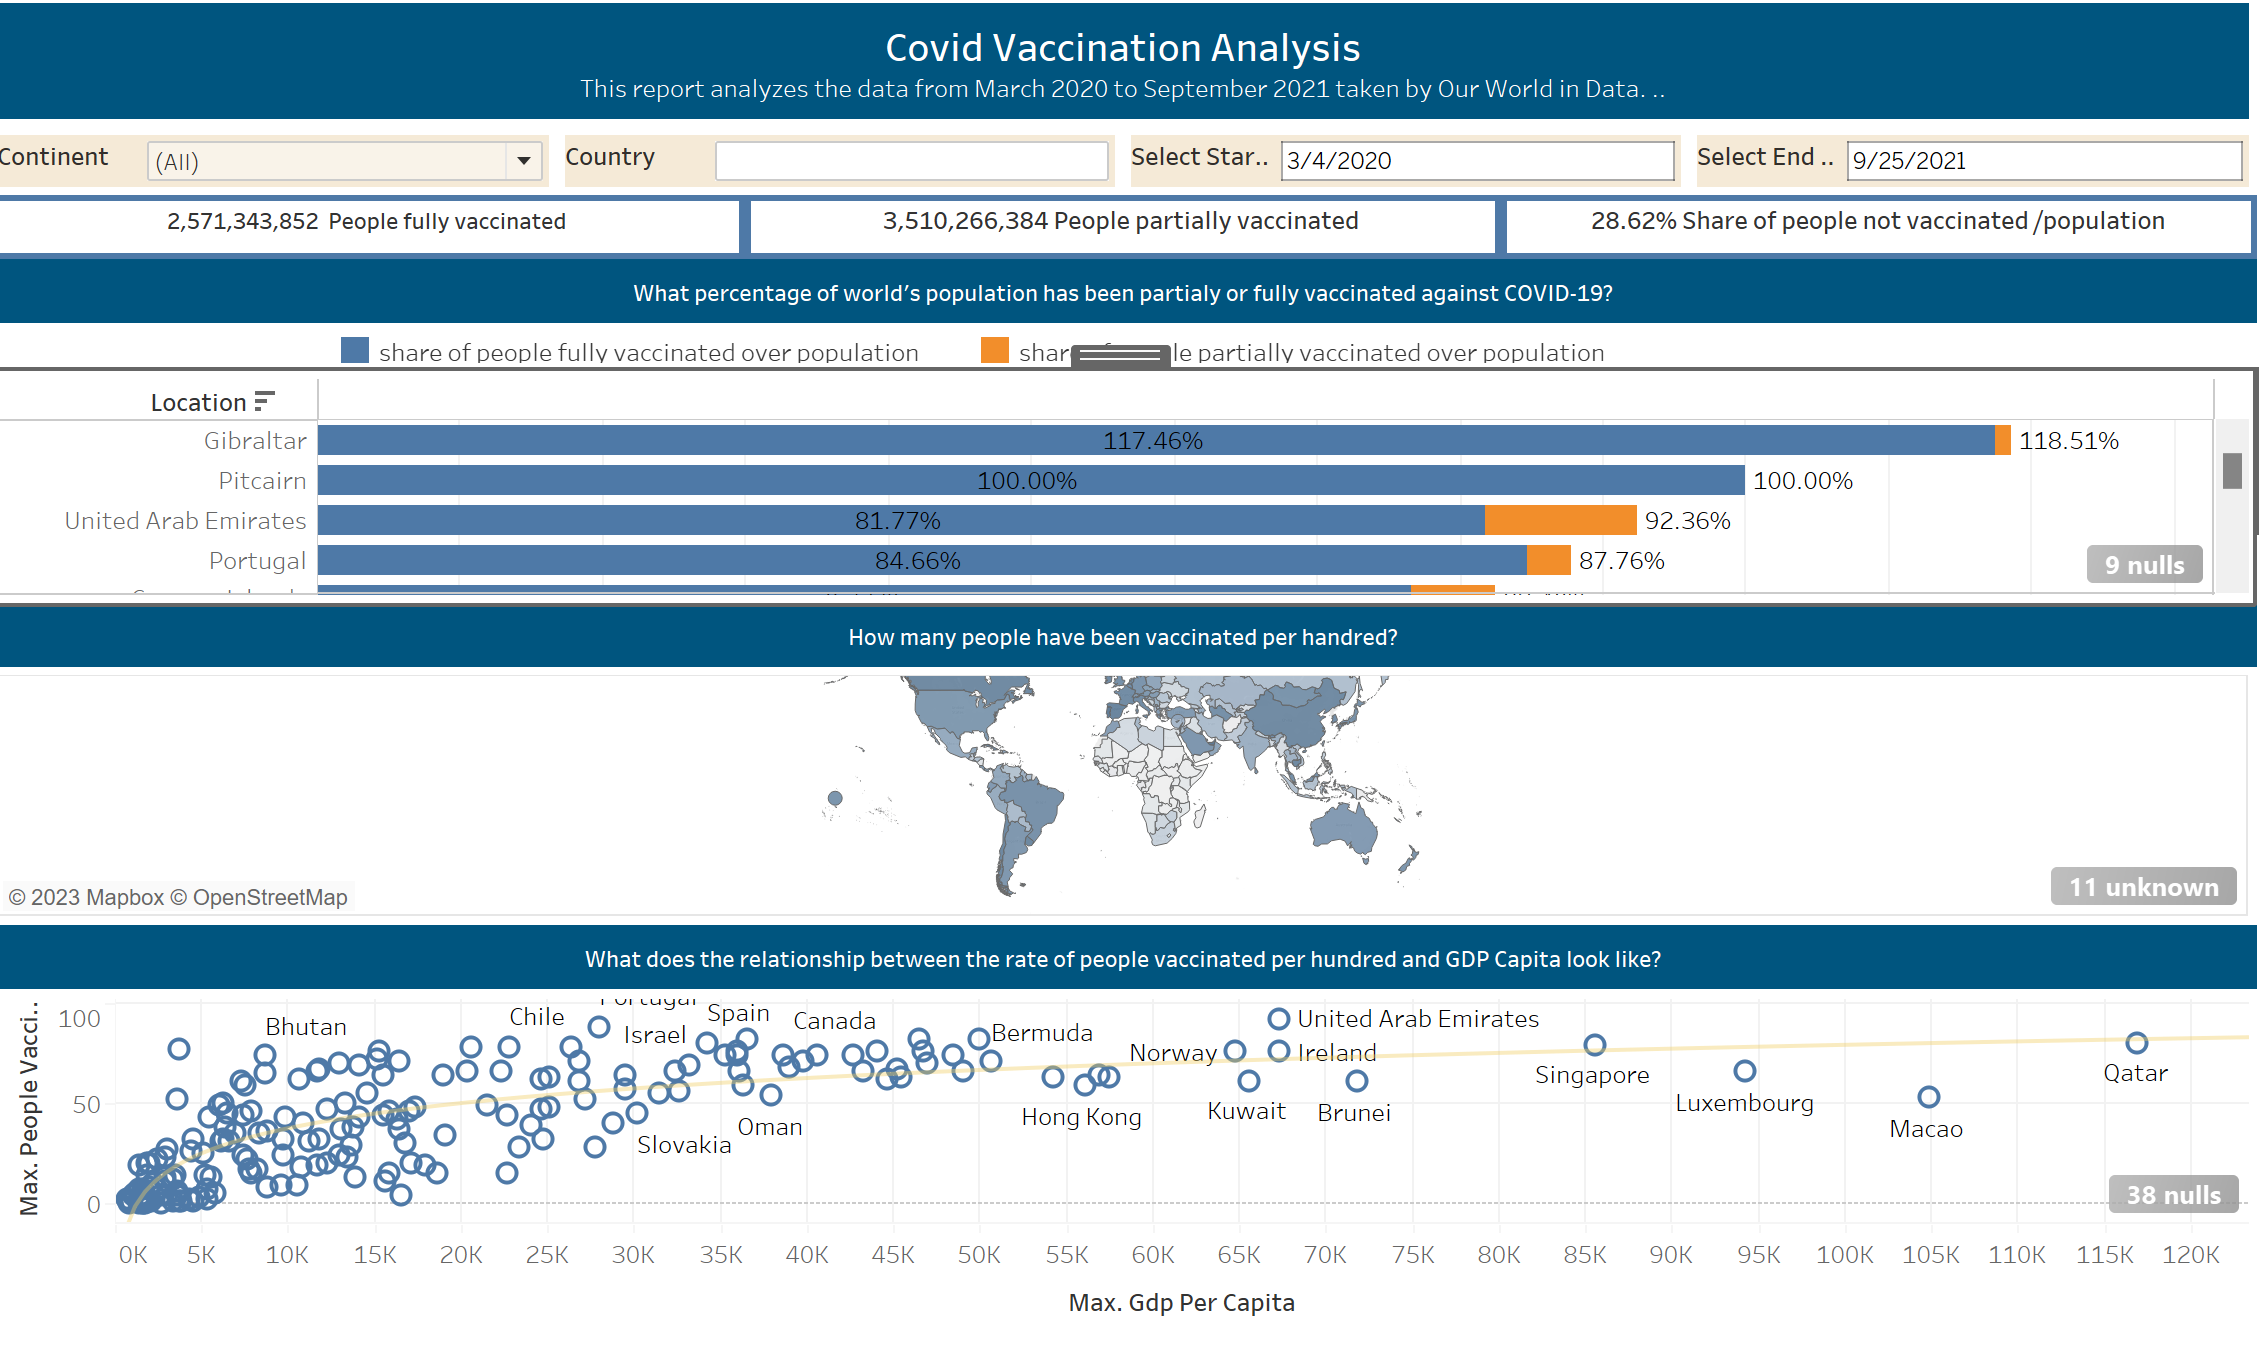 Covid Vaccination Analysis
This report analyzes the data from March 2020 to September 2021 taken by Our World in Data. ..
Continent (All) Country Select Star.. 3/4/2020 Select End .. 9/25/2021
2,571,343,852 People fully vaccinated
3,510,266,384 People partially vaccinated
28.62% Share of people not vaccinated /population
What percentage of world's population has been partialy or fully vaccinated against COVID-19?
share of people fully vaccinated over population
partially vaccinated over population
Location
Gibraltar 117.46% 118.51%
Pitcairn 100.00% 100.00%
United Arab Emirates 81.77% 92.36%
Portugal 84.66% 87.76%
9 nulls
How many people have been vaccinated per handred?
© 2023 Mapbox © OpenStreetMap
11 unknown
What does the relationship between the rate of people vaccinated per hundred and GDP Capita look like?
Max. People Vacci..
100
50
0
Portugal
Chile
Spain
Bhutan
Israel
Canada
Bermuda
United Arab Emirates
Norway
Ireland
Singapore
Qatar
Luxembourg
Hong Kong
Kuwait
Brunei
Oman
Macao
Slovakia
38 nulls
0K 5K 10K 15K 20K 25K 30K 35K 40K 45K 50K 55K 60K 65K 70K 75K 80K 85K 90K 95K 100K 105K 110K 115K 120K
Max. Gdp Per Capita